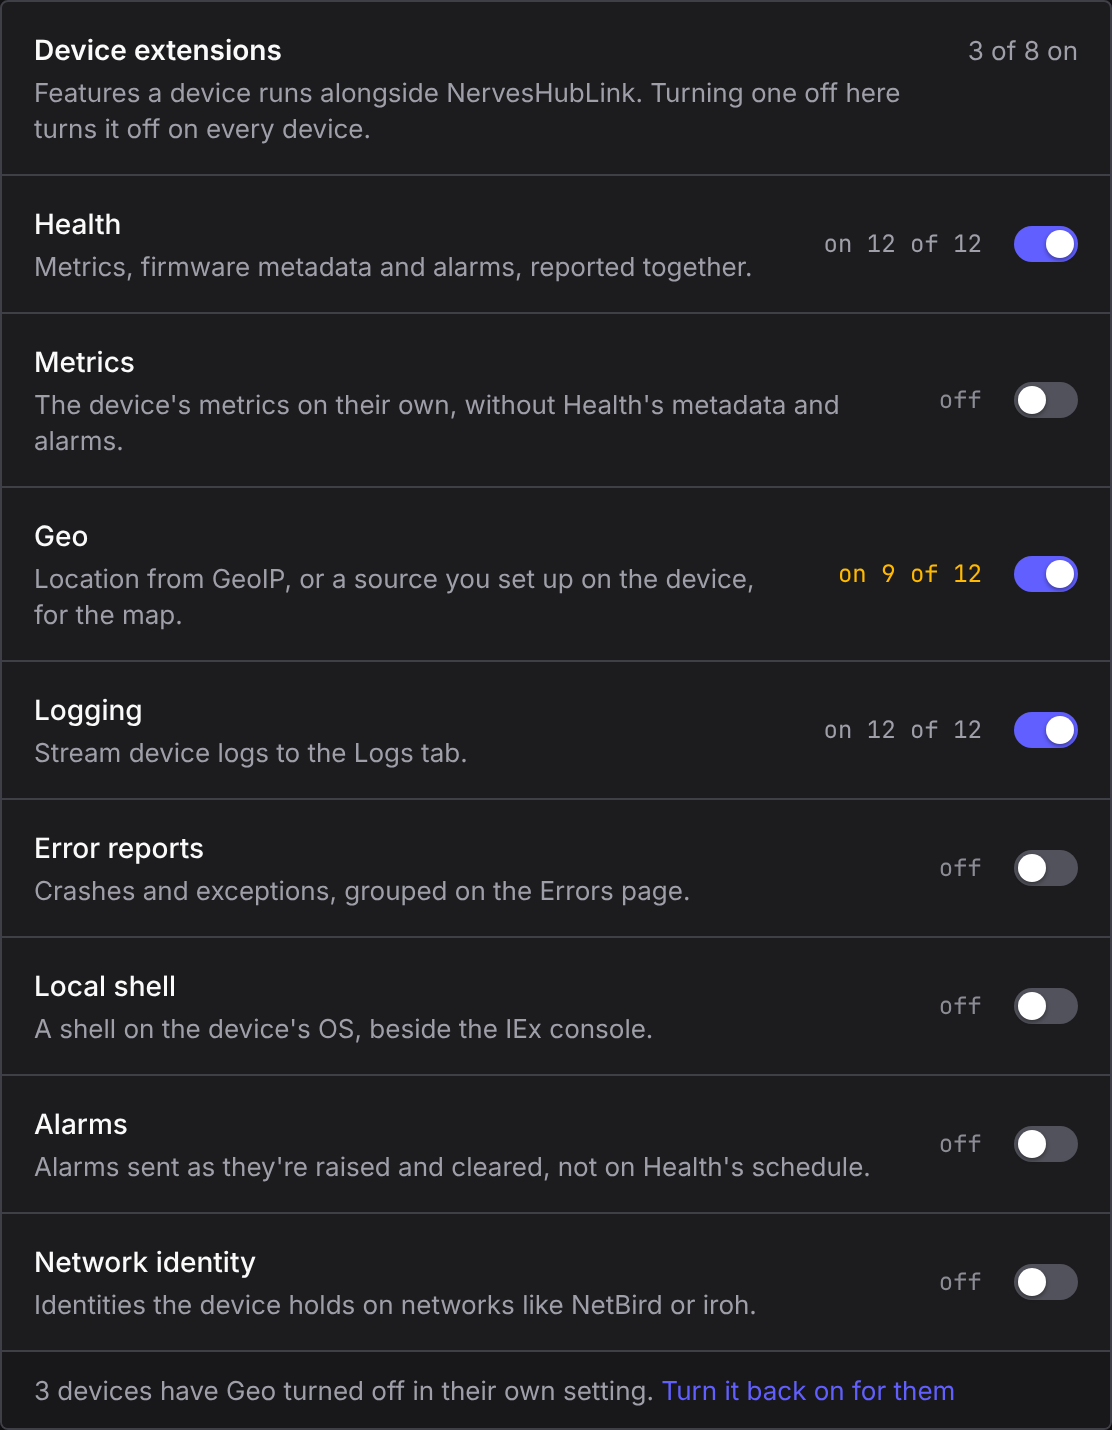 Device extensions
3 of 8 on
Features a device runs alongside NervesHubLink. Turning one off here
turns it off on every device.
Health
Metrics, firmware metadata and alarms, reported together.
on 12 of 12
Metrics
The device's metrics on their own, without Health's metadata and
alarms.
off
Geo
Location from GeoIP, or a source you set up on the device,
for the map.
on 9 of 12
Logging
Stream device logs to the Logs tab.
on 12 of 12
Error reports
Crashes and exceptions, grouped on the Errors page.
off
Local shell
A shell on the device's OS, beside the IEx console.
off
Alarms
Alarms sent as they're raised and cleared, not on Health's schedule.
off
Network identity
Identities the device holds on networks like NetBird or iroh.
off
3 devices have Geo turned off in their own setting. Turn it back on for them